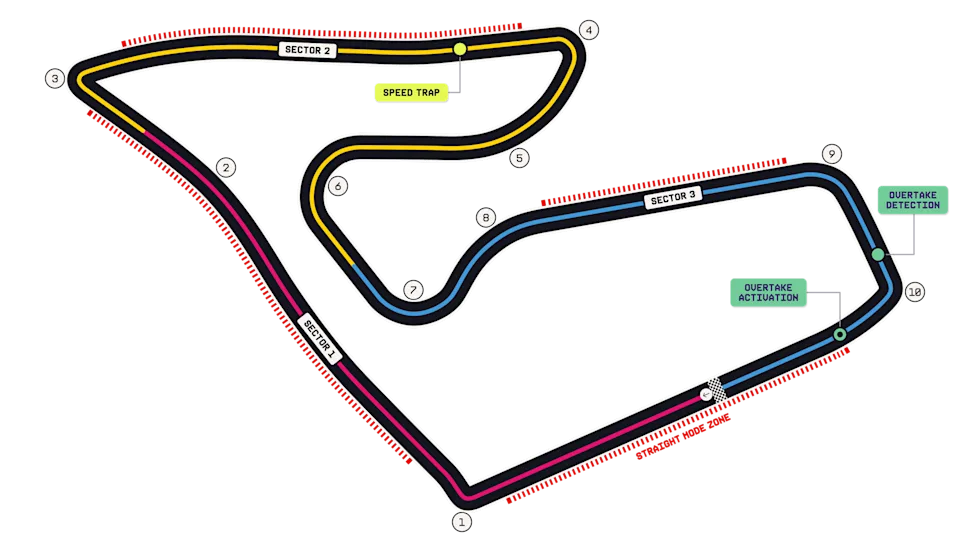 4
SECTOR 2
3
SPEED TRAP
2
5
9
6
OVERTAKE
DETECTION
SECTOR 3
8
7
10
OVERTAKE
ACTIVATION
SECTOR 1
STRAIGHT MODE ZONE
1